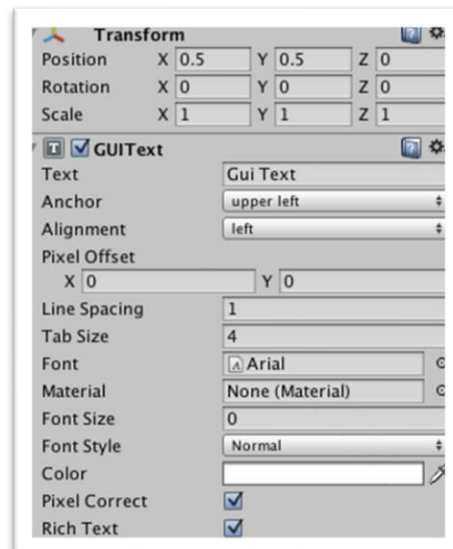 Transform
Position X 0.5 Y 0.5 Z 0
Rotation X 0 Y 0 Z 0
Scale X 1 Y 1 Z 1
GUIText
Text Gui Text
Anchor upper left
Alignment left
Pixel Offset
X 0 Y 0
Line Spacing 1
Tab Size 4
Font Arial
Material None (Material)
Font Size 0
Font Style Normal
Color
Pixel Correct
Rich Text